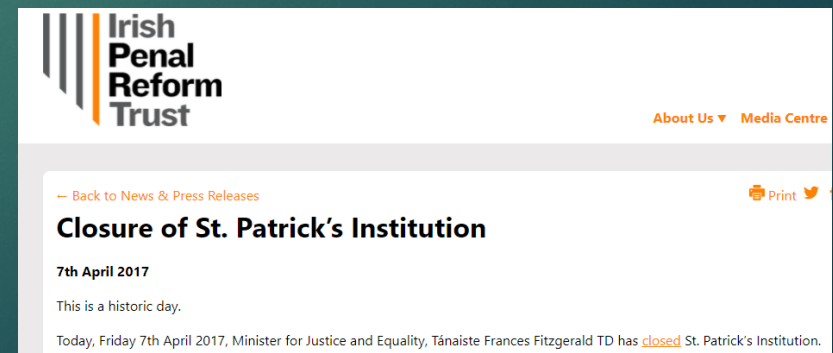 Irish
Penal
Reform
Trust
About Us ▼ Media Centre
← Back to News & Press Releases
Print
Closure of St. Patrick’s Institution
7th April 2017
This is a historic day.
Today, Friday 7th April 2017, Minister for Justice and Equality, Tánaiste Frances Fitzgerald TD has closed St. Patrick’s Institution.